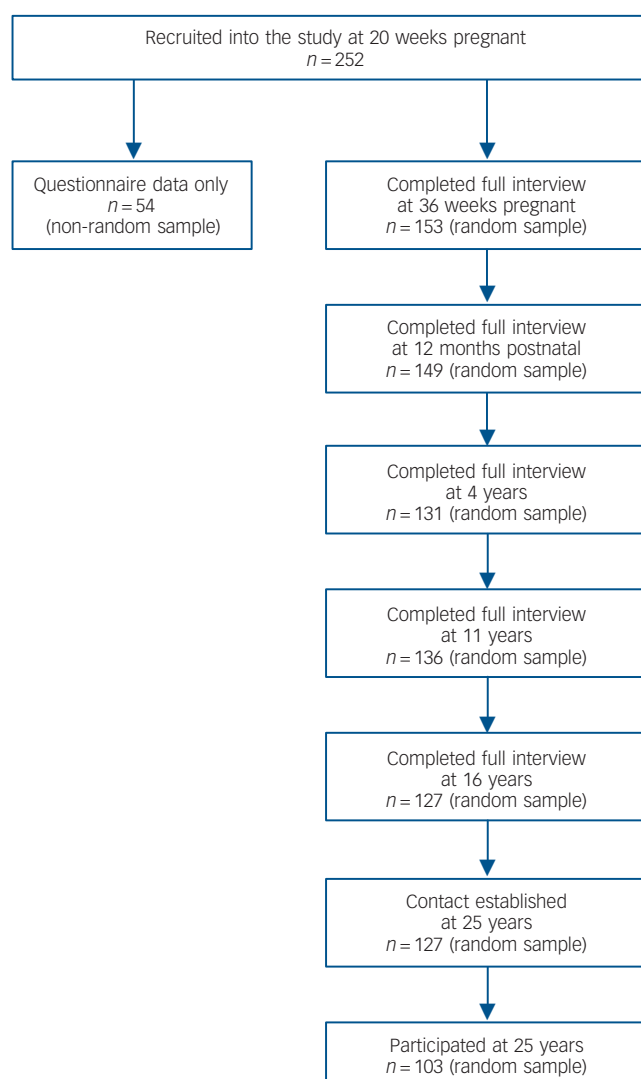 Recruited into the study at 20 weeks pregnant
n = 252
Questionnaire data only
n = 54
(non-random sample)
Completed full interview
at 36 weeks pregnant
n = 153 (random sample)
Completed full interview
at 12 months postnatal
n = 149 (random sample)
Completed full interview
at 4 years
n = 131 (random sample)
Completed full interview
at 11 years
n = 136 (random sample)
Completed full interview
at 16 years
n = 127 (random sample)
Contact established
at 25 years
n = 127 (random sample)
Participated at 25 years
n = 103 (random sample)